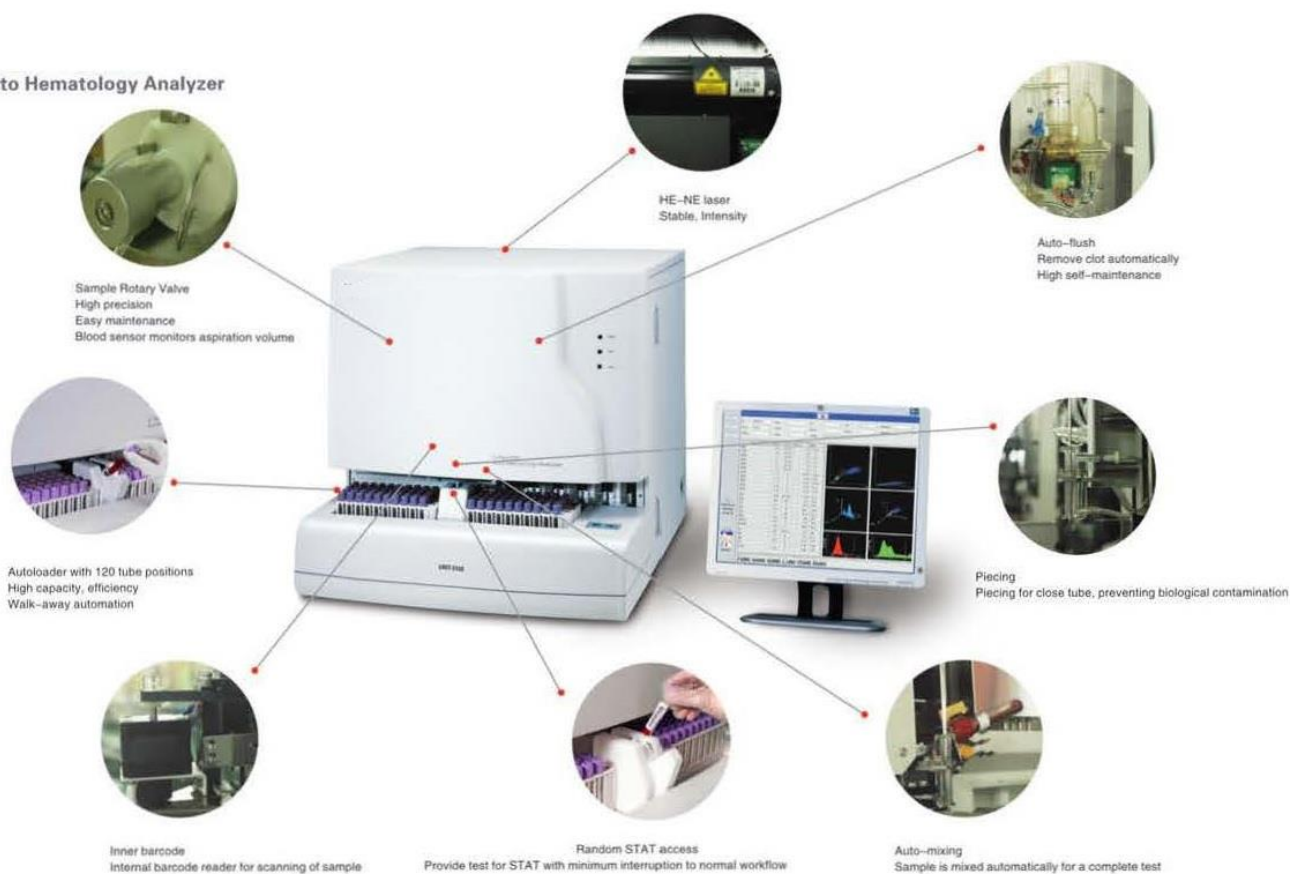 to Hematology Analyzer
HE-NE laser
Stable, Intensity
Auto-flush
Remove clot automatically
High self-maintenance
Sample Rotary Valve
High precision
Easy maintenance
Blood sensor monitors aspiration volume
Autoloader with 120 tube positions
High capacity, efficiency
Walk-away automation
Piecing
Piecing for close tube, preventing biological contamination
Inner barcode
Internal barcode reader for scanning of sample
Random STAT access
Provide test for STAT with minimum interruption to normal workflow
Auto-mixing
Sample is mixed automatically for a complete test